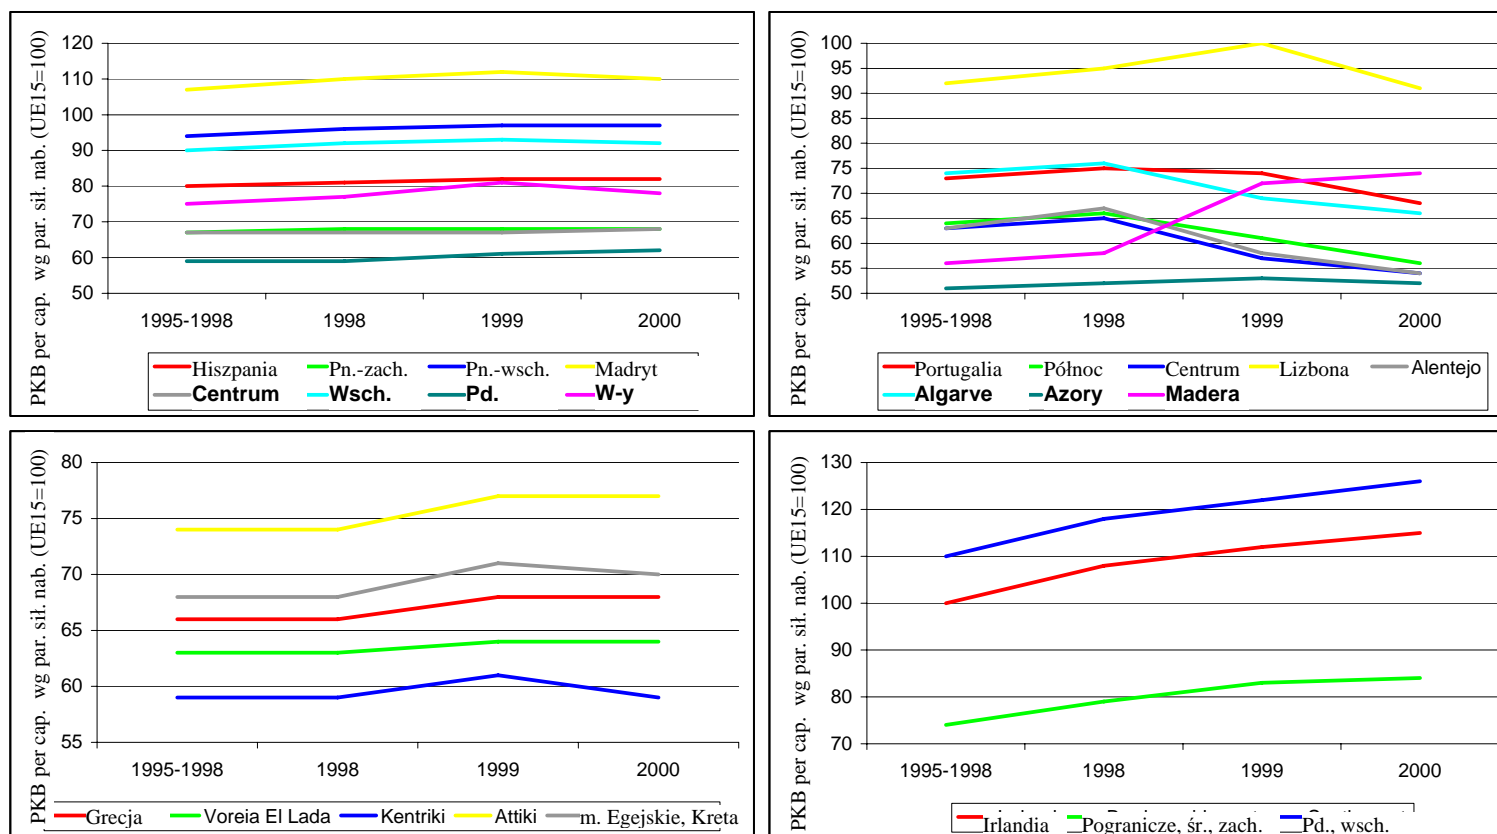 PKB per cap. wg par. sił. nab. (UE15=100)
120
110
100
90
80
70
60
50
1995-1998 1998 1999 2000
Hiszpania Pn.-zach. Pn.-wsch. Madryt
Centrum Wsch. Pd. W-y
PKB per cap. wg par. sił. nab. (UE15=100)
100
95
90
85
80
75
70
65
60
55
50
1995-1998 1998 1999 2000
Portugalia Północ Centrum Lizbona Alentejo
Algarve Azory Madera
PKB per cap. wg par. sił. nab. (UE15=100)
80
75
70
65
60
55
1995-1998 1998 1999 2000
Grecja Voreia El Lada Kentriki Attiki m. Egejskie, Kreta
PKB per cap. wg par. sił. nab. (UE15=100)
130
120
110
100
90
80
70
1995-1998 1998 1999 2000
Irlandia Pogranicze, śr., zach. Pd., wsch.